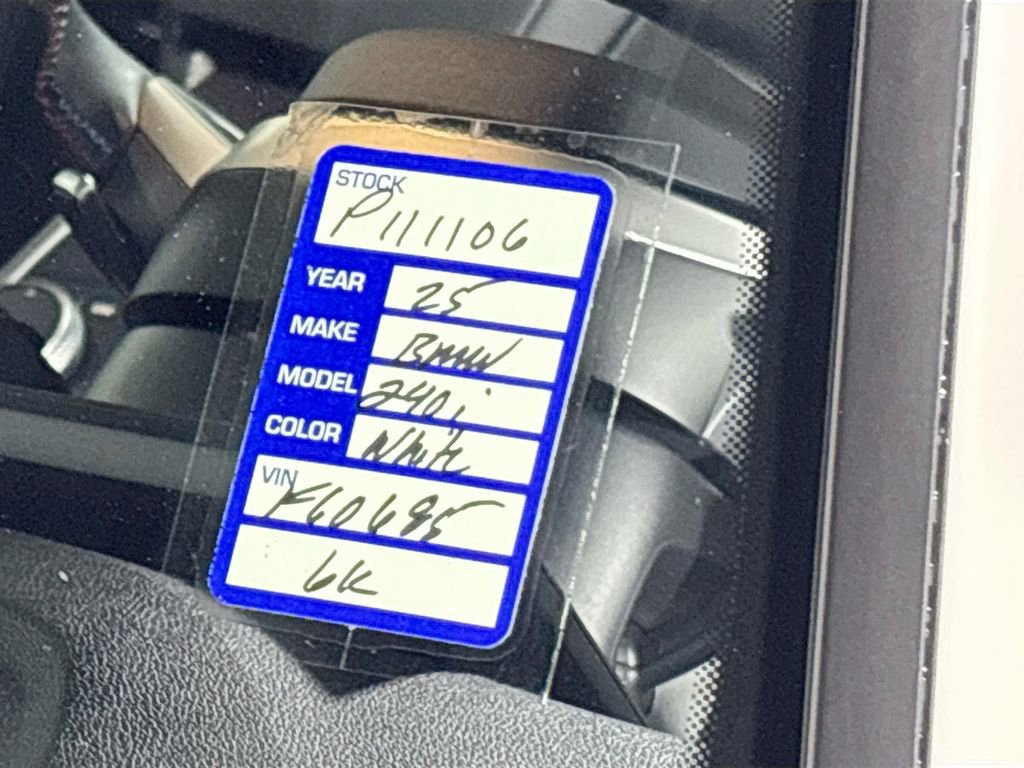 STOCK
P111106
YEAR 25
MAKE BMW
MODEL 240i
COLOR White
VIN
F60685
6K